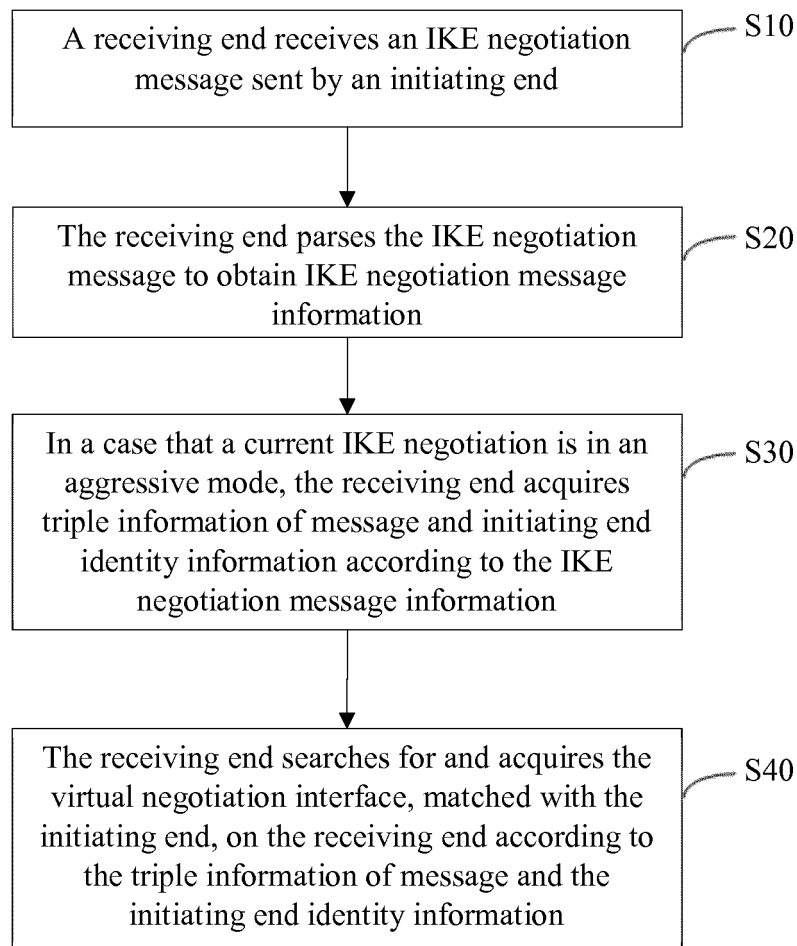 A receiving end receives an IKE negotiation
message sent by an initiating end
S10
The receiving end parses the IKE negotiation
message to obtain IKE negotiation message
information
S20
In a case that a current IKE negotiation is in an
aggressive mode, the receiving end acquires
triple information of message and initiating end
identity information according to the IKE
negotiation message information
S30
The receiving end searches for and acquires the
virtual negotiation interface, matched with the
initiating end, on the receiving end according to
the triple information of message and the
initiating end identity information
S40